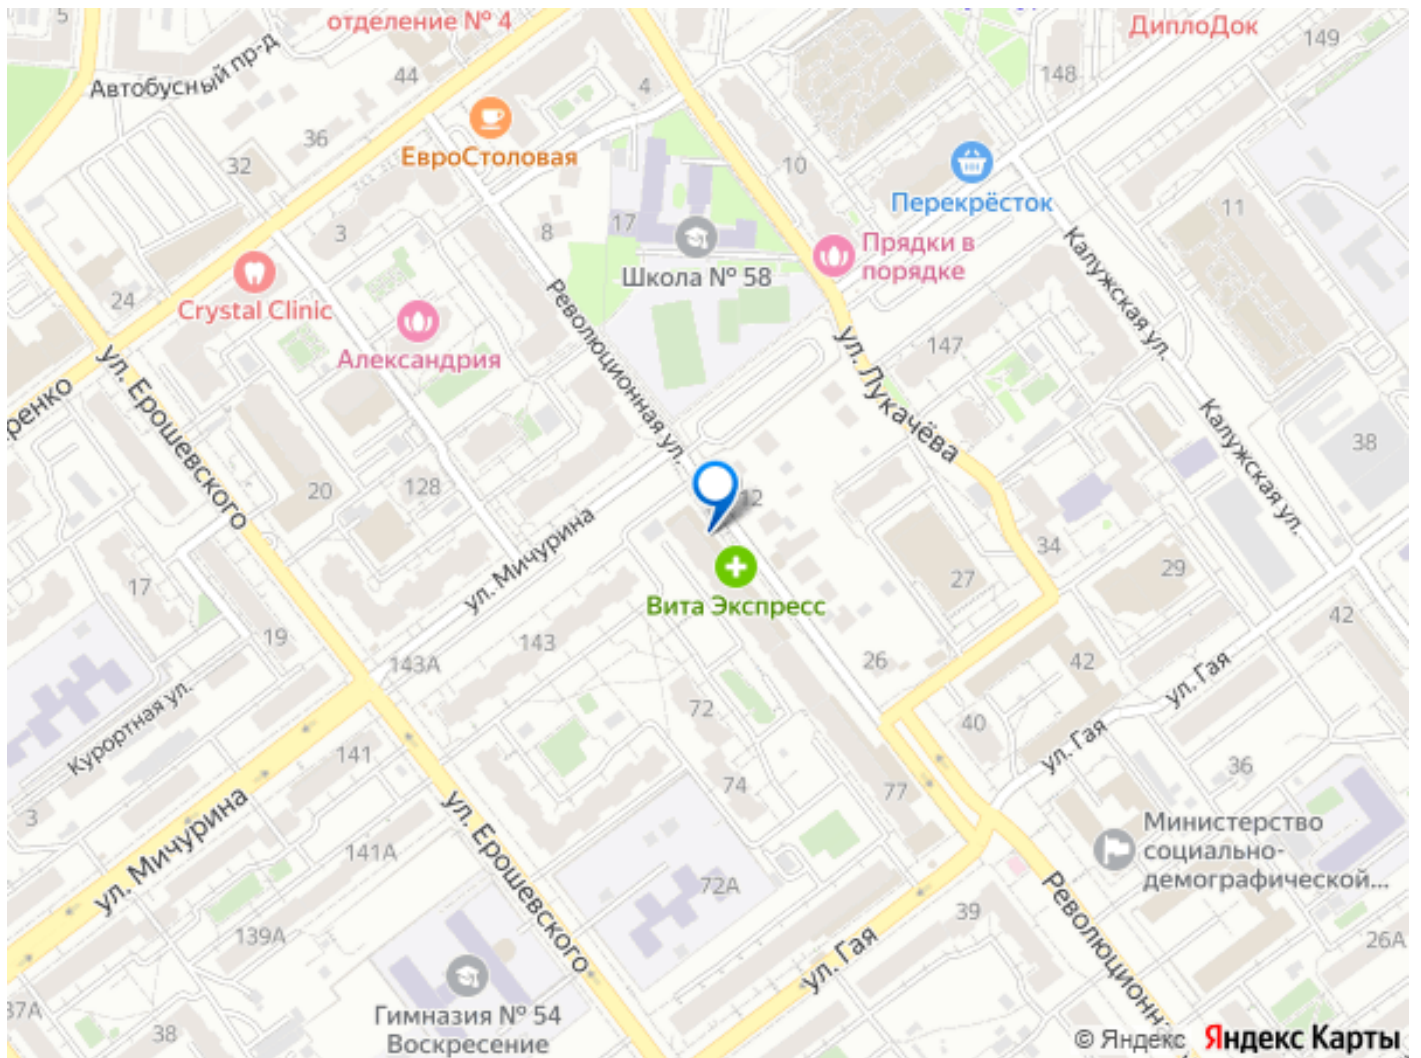 5
отделение № 4
ДиплоДок
149
Автобусный пр-д
44
4
148
36
ЕвроСтоловая
32
10
Перекрёсток
11
3
8
17
Прядки в
порядке
Школа № 58
24
Crystal Clinic
Александрия
Революционная ул.
ул. Лукачёва
147
Калужская ул.
Калужская ул.
38
ренко
ул. Ерошевского
20
128
12
ул. Мичурина
34
27
29
Вита Экспресс
17
19
143А
143
26
42
42
ул. Гая
Курортная ул.
72
40
ул. Гая
141
74
77
36
3
ул. Мичурина
ул. Ерошевского
141А
72А
Министерство
социально-
демографической...
139А
39
Революционн
26А
ул. Гая
37А
38
Гимназия № 54
Воскресение
© Яндекс Яндекс Карты